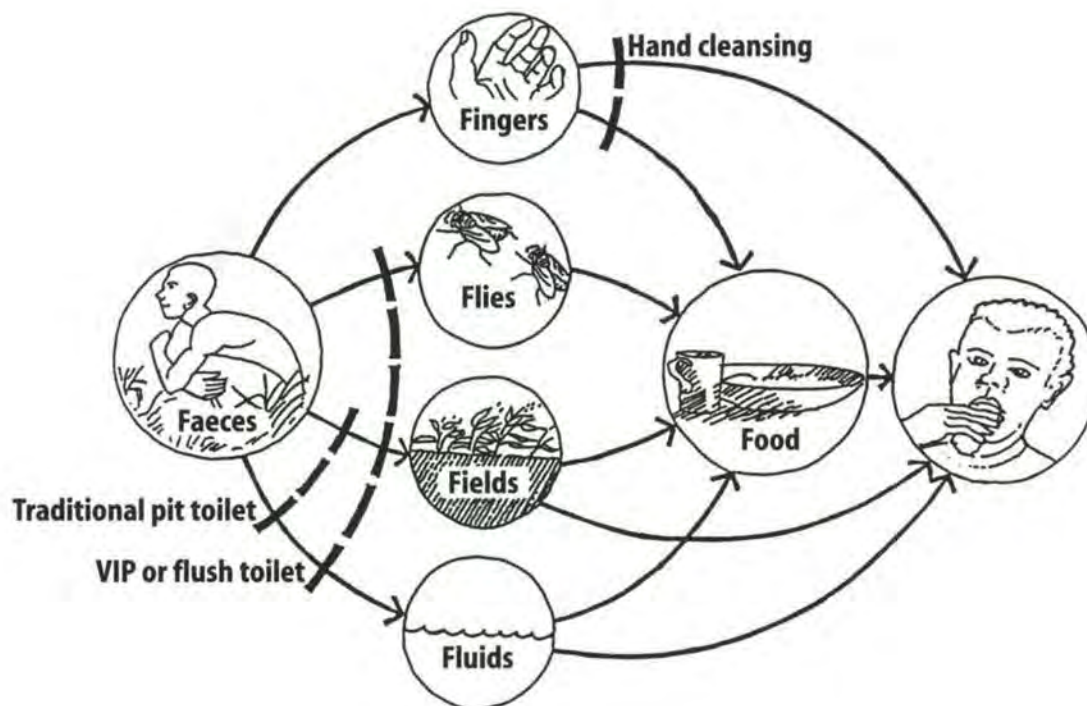 Hand cleansing
Fingers
Flies
Faeces
Food
Fields
Traditional pit toilet
VIP or flush toilet
Fluids